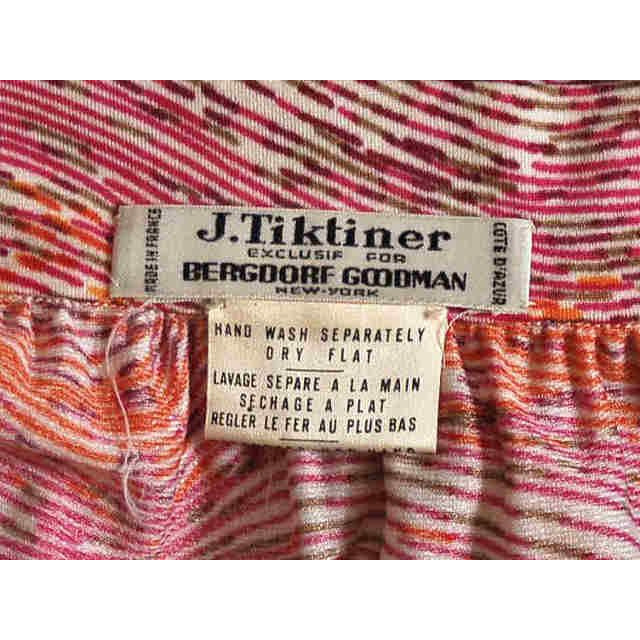 MADE IN FRANCE
J.Tiktiner
EXCLUSIF FOR
BERGDORF GOODMAN
NEW-YORK
COTE D'AZUR
HAND WASH SEPARATELY
DRY FLAT
LAVAGE SEPARE A LA MAIN
SECHAGE A PLAT
REGLER LE FER AU PLUS BAS